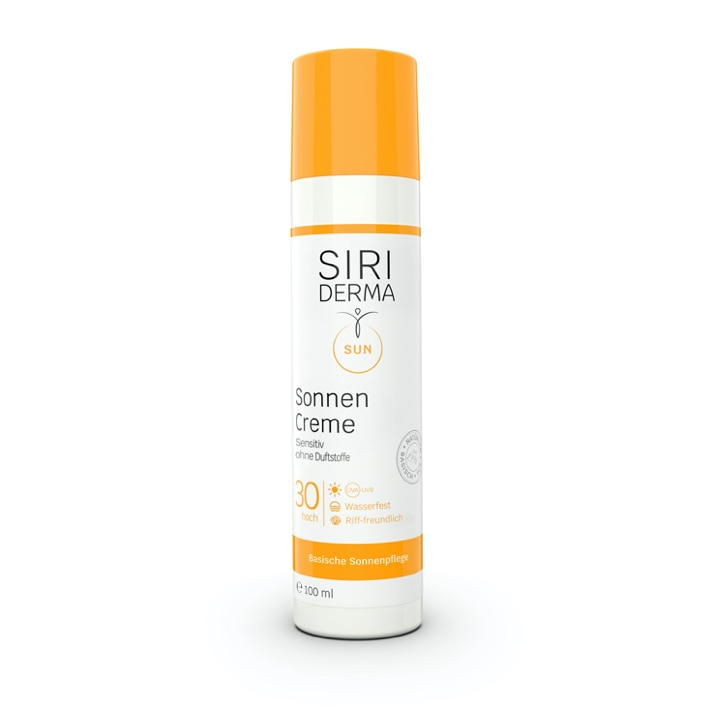 SIRI
DERMA
SUN
Sonnen
Creme
Sensitiv
ohne Duftstoffe
30
hoch
UVA UVB
Wasserfest
Riff-freundlich
Basische Sonnenpflege
℮ 100 ml